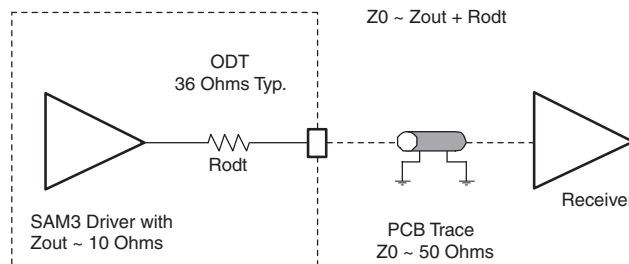 Z0 ~ Zout + Rodt
ODT
36 Ohms Typ.
Rodt
Receiver
SAM3 Driver with
Zout ~ 10 Ohms
PCB Trace
Z0 ~ 50 Ohms